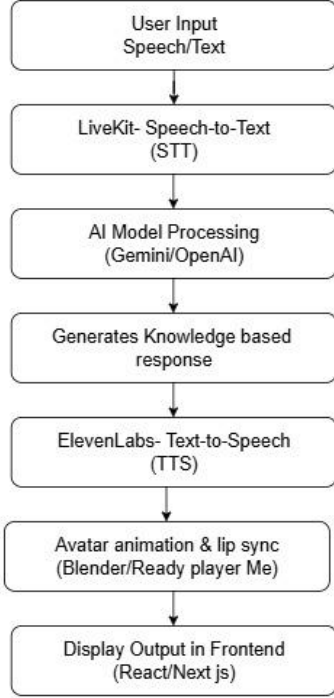 User Input
Speech/Text
LiveKit- Speech-to-Text
(STT)
AI Model Processing
(Gemini/OpenAI)
Generates Knowledge based
response
ElevenLabs- Text-to-Speech
(TTS)
Avatar animation & lip sync
(Blender/Ready player Me)
Display Output in Frontend
(React/Next js)